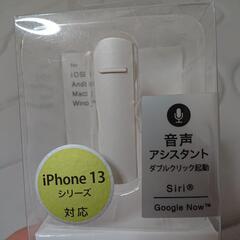 iPhone 13
シリーズ
対応
音声
アシスタント
ダブルクリック起動
Siri®
Google Now™